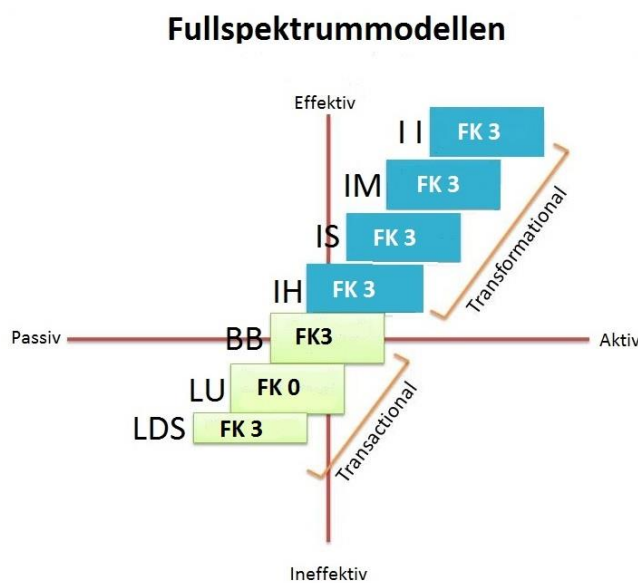 Fullspektrummodellen
Effektiv
I I FK 3
IM FK 3
IS FK 3
IH FK 3
Transformational
Passiv
BB FK3
Aktiv
LU FK 0
LDS FK 3
Transactional
Ineffektiv